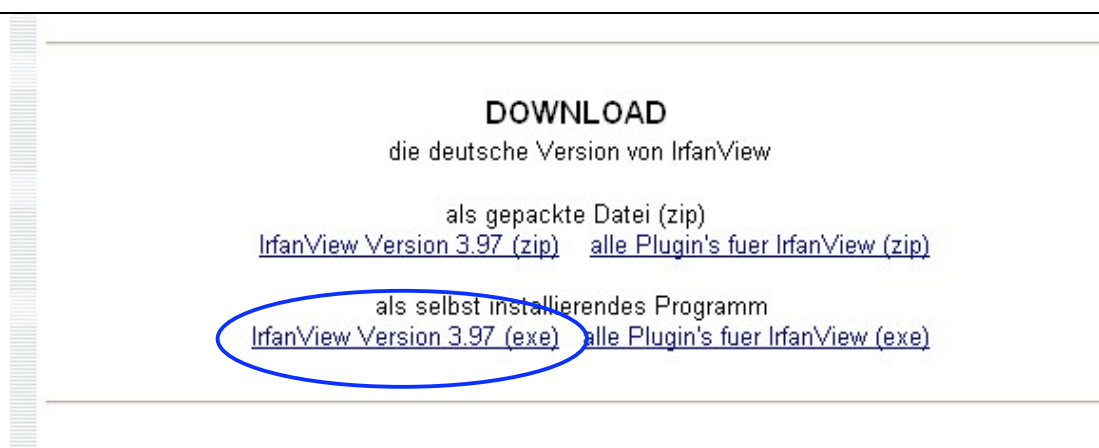 DOWNLOAD
die deutsche Version von IrfanView
als gepackte Datei (zip)
IrfanView Version 3.97 (zip) alle Plugin's fuer IrfanView (zip)
als selbst installierendes Programm
IrfanView Version 3.97 (exe) alle Plugin's fuer IrfanView (exe)